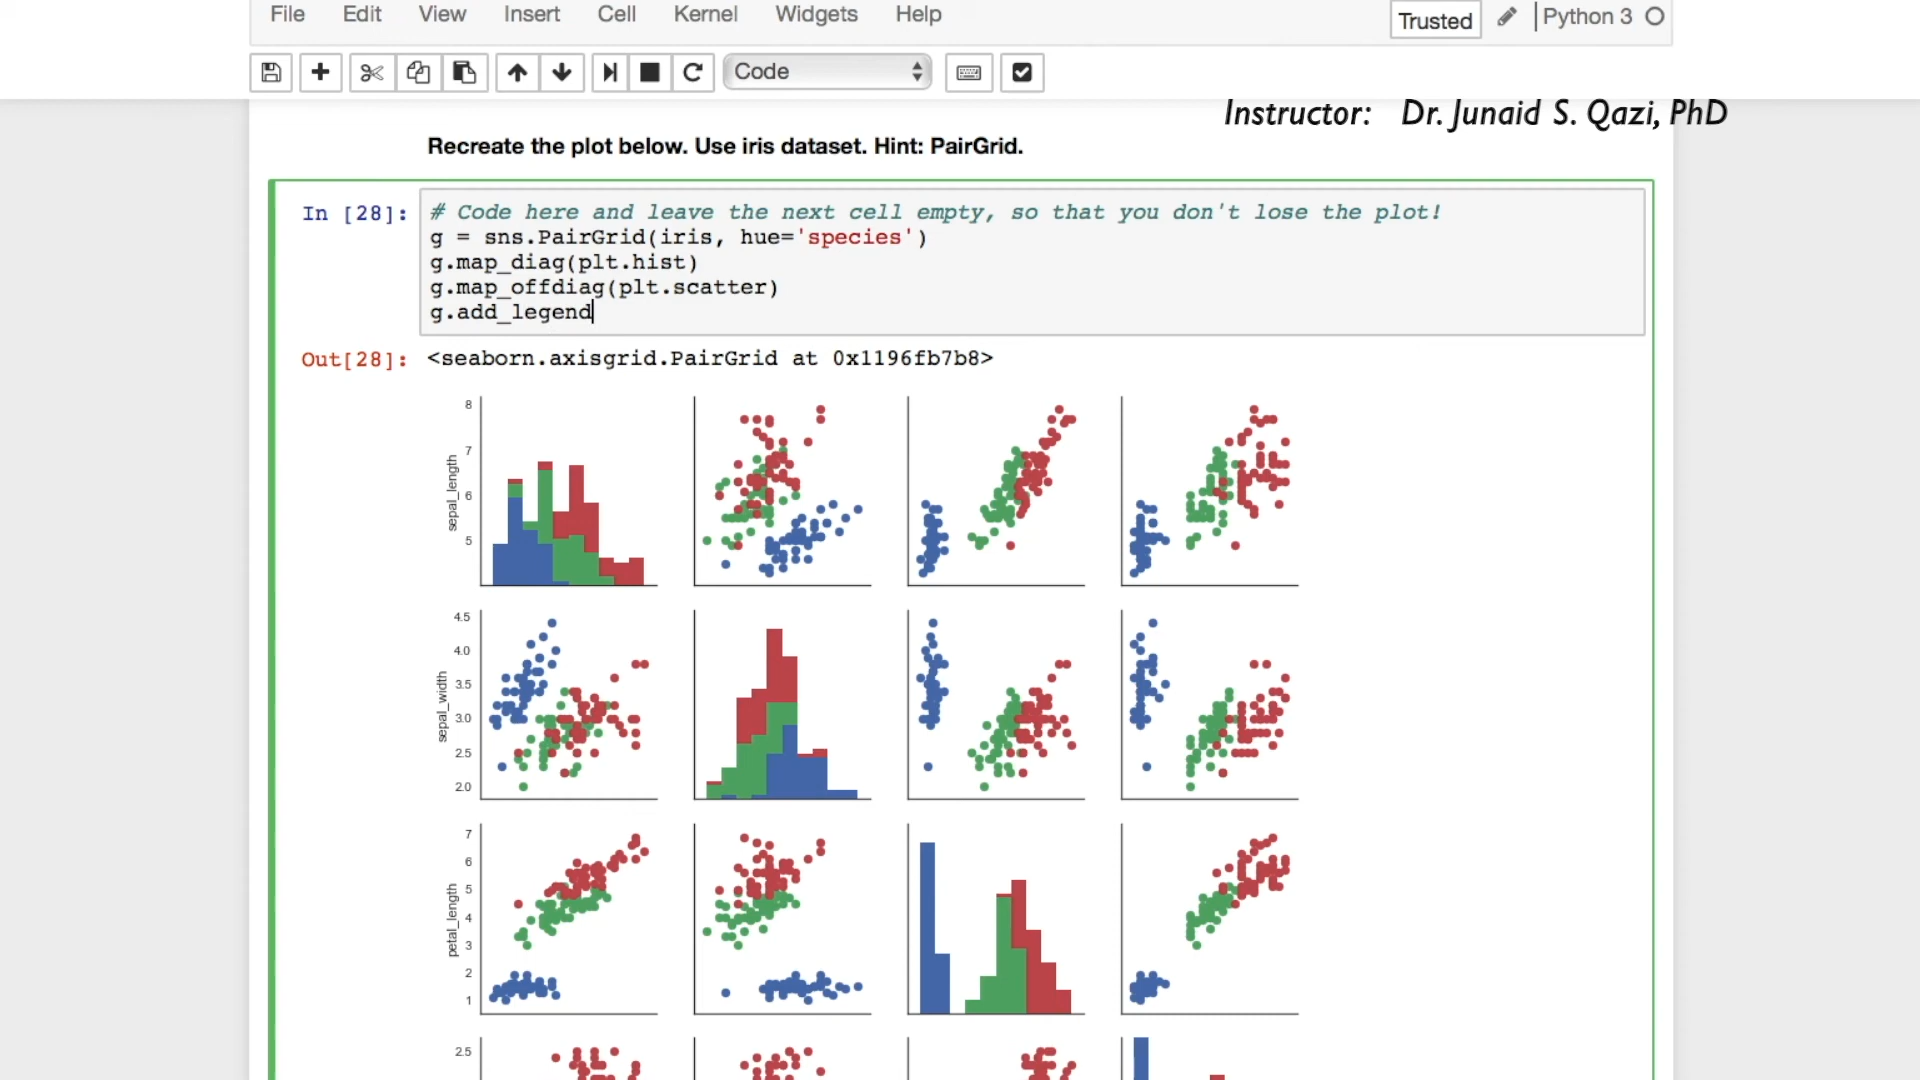 File Edit View Insert Cell Kernel Widgets Help Trusted Python 3
Code
Instructor: Dr. Junaid S. Qazi, PhD
Recreate the plot below. Use iris dataset. Hint: PairGrid.
In [28]: # Code here and leave the next cell empty, so that you don't lose the plot!
g = sns.PairGrid(iris, hue='species')
g.map_diag(plt.hist)
g.map_offdiag(plt.scatter)
g.add_legend
Out[28]: <seaborn.axisgrid.PairGrid at 0x1196fb7b8>
8
7
6
5
sepal_length
4.5
4.0
3.5
3.0
2.5
2.0
sepal_width
7
6
5
4
3
2
1
petal_length
2.5